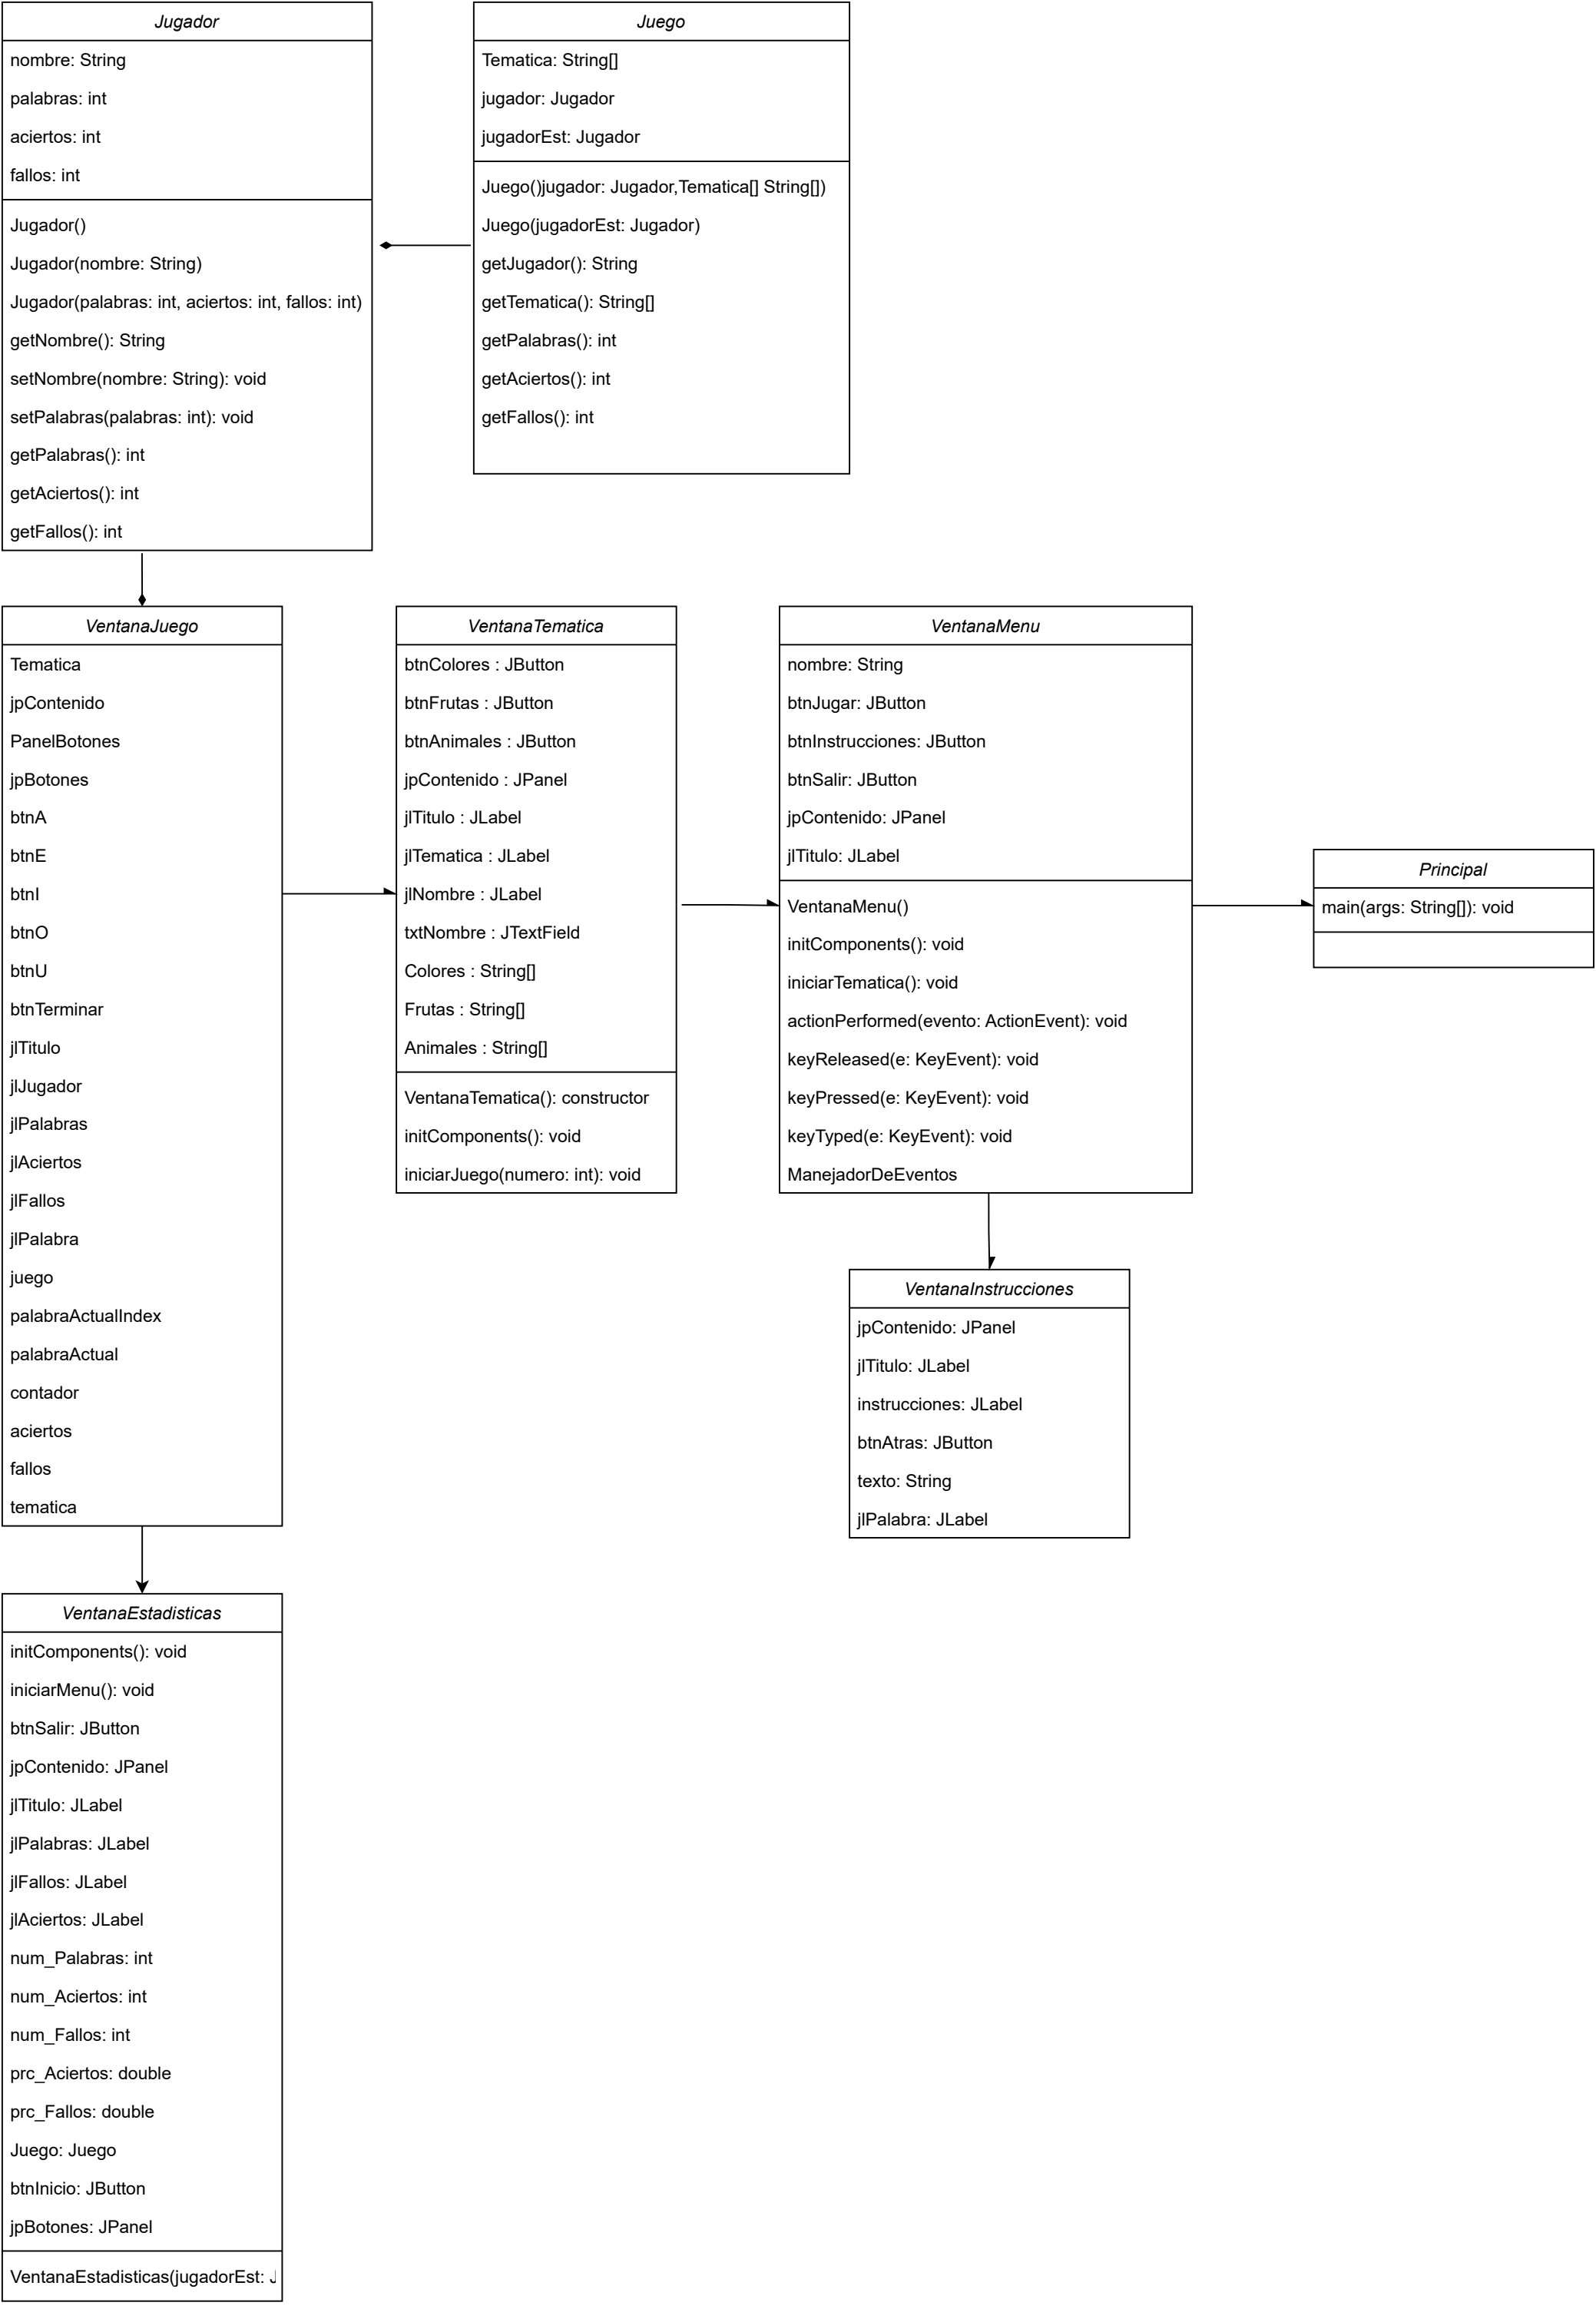 Jugador
nombre: String
palabras: int
aciertos: int
fallos: int
Jugador()
Jugador(nombre: String)
Jugador(palabras: int, aciertos: int, fallos: int)
getNombre(): String
setNombre(nombre: String): void
setPalabras(palabras: int): void
getPalabras(): int
getAciertos(): int
getFallos(): int
Juego
Tematica: String[]
jugador: Jugador
jugadorEst: Jugador
Juego()jugador: Jugador,Tematica[] String[])
Juego(jugadorEst: Jugador)
getJugador(): String
getTematica(): String[]
getPalabras(): int
getAciertos(): int
getFallos(): int
VentanaJuego
Tematica
jpContenido
PanelBotones
jpBotones
btnA
btnE
btnI
btnO
btnU
btnTerminar
jlTitulo
jlJugador
jlPalabras
jlAciertos
jlFallos
jlPalabra
juego
palabraActualIndex
palabraActual
contador
aciertos
fallos
tematica
VentanaTematica
btnColores : JButton
btnFrutas : JButton
btnAnimales : JButton
jpContenido : JPanel
jlTitulo : JLabel
jlTematica : JLabel
jlNombre : JLabel
txtNombre : JTextField
Colores : String[]
Frutas : String[]
Animales : String[]
VentanaTematica(): constructor
initComponents(): void
iniciarJuego(numero: int): void
VentanaMenu
nombre: String
btnJugar: JButton
btnInstrucciones: JButton
btnSalir: JButton
jpContenido: JPanel
jlTitulo: JLabel
VentanaMenu()
initComponents(): void
iniciarTematica(): void
actionPerformed(evento: ActionEvent): void
keyReleased(e: KeyEvent): void
keyPressed(e: KeyEvent): void
keyTyped(e: KeyEvent): void
ManejadorDeEventos
Principal
main(args: String[]): void
VentanaInstrucciones
jpContenido: JPanel
jlTitulo: JLabel
instrucciones: JLabel
btnAtras: JButton
texto: String
jlPalabra: JLabel
VentanaEstadisticas
initComponents(): void
iniciarMenu(): void
btnSalir: JButton
jpContenido: JPanel
jlTitulo: JLabel
jlPalabras: JLabel
jlFallos: JLabel
jlAciertos: JLabel
num_Palabras: int
num_Aciertos: int
num_Fallos: int
prc_Aciertos: double
prc_Fallos: double
Juego: Juego
btnInicio: JButton
jpBotones: JPanel
VentanaEstadisticas(jugadorEst: